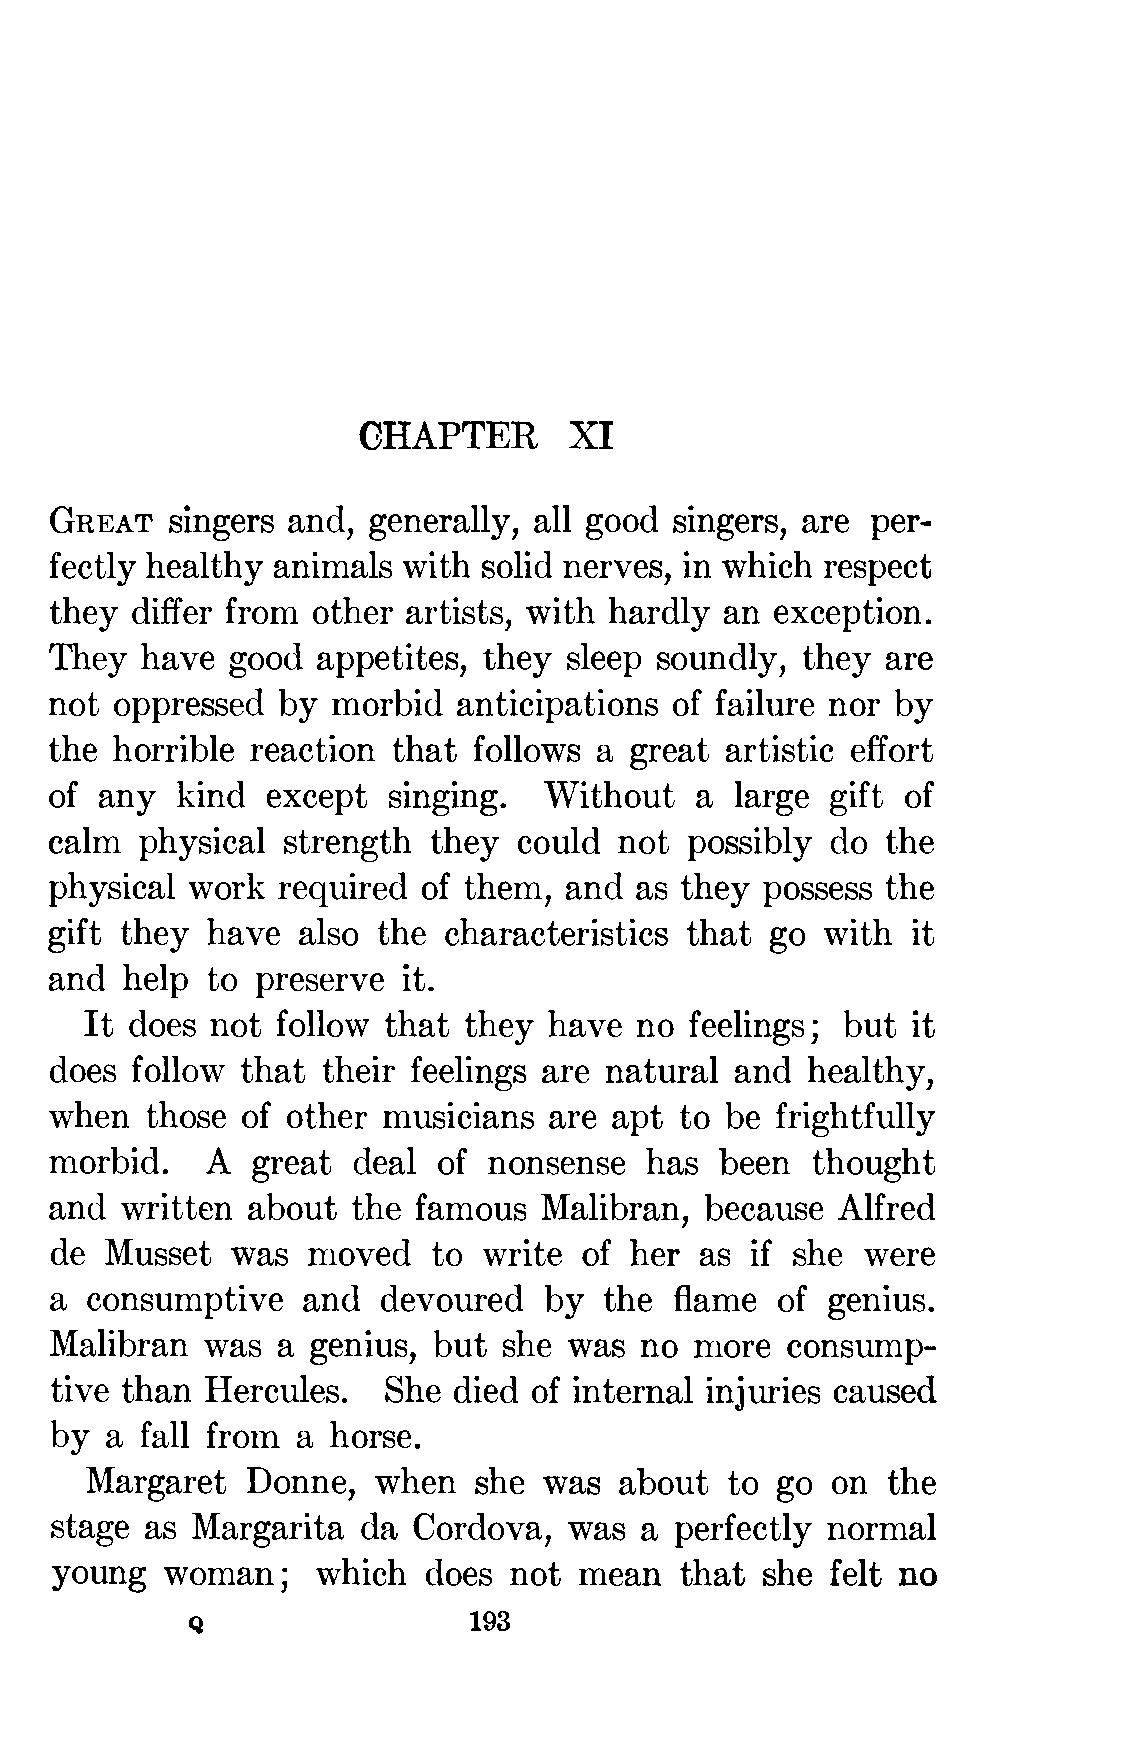 CHAPTER XI
GREAT singers and, generally, all good singers, are per-
fectly healthy animals with solid nerves, in which respect
they differ from other artists, with hardly an exception.
They have good appetites, they sleep soundly, they are
not oppressed by morbid anticipations of failure nor by
the horrible reaction that follows a great artistic effort
of any kind except singing. Without a large gift of
calm physical strength they could not possibly do the
physical work required of them, and as they possess the
gift they have also the characteristics that go with it
and help to preserve it.
It does not follow that they have no feelings; but it
does follow that their feelings are natural and healthy,
when those of other musicians are apt to be frightfully
morbid. A great deal of nonsense has been thought
and written about the famous Malibran, because Alfred
de Musset was moved to write of her as if she were
a consumptive and devoured by the flame of genius.
Malibran was a genius, but she was no more consump-
tive than Hercules. She died of internal injuries caused
by a fall from a horse.
Margaret Donne, when she was about to go on the
stage as Margarita da Cordova, was a perfectly normal
young woman; which does not mean that she felt no
Q 193